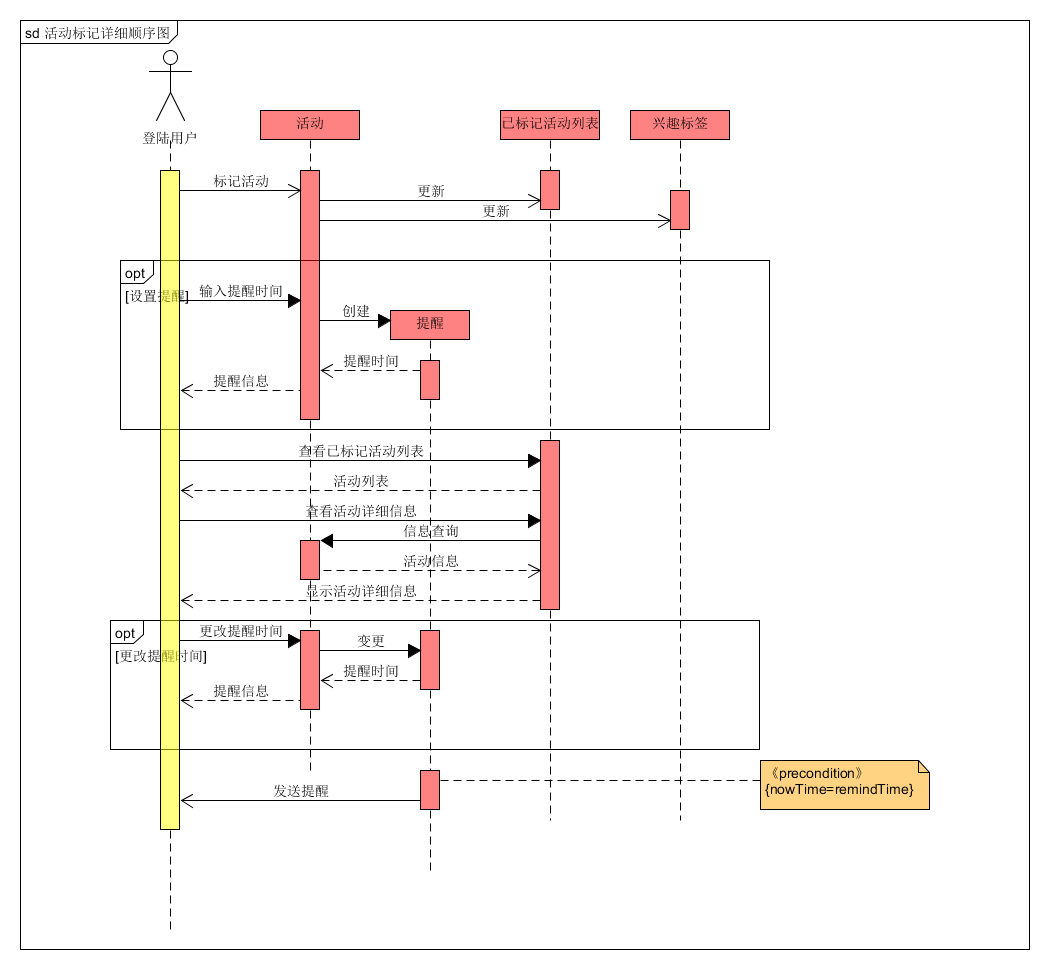 sd 活动标记详细顺序图
登陆用户
活动
已标记活动列表
兴趣标签
标记活动
更新
更新
opt
[设置提醒]
输入提醒时间
创建
提醒
提醒时间
提醒信息
查看已标记活动列表
活动列表
查看活动详细信息
信息查询
活动信息
显示活动详细信息
opt
[更改提醒时间]
更改提醒时间
变更
提醒时间
提醒信息
《precondition》
{nowTime=remindTime}
发送提醒